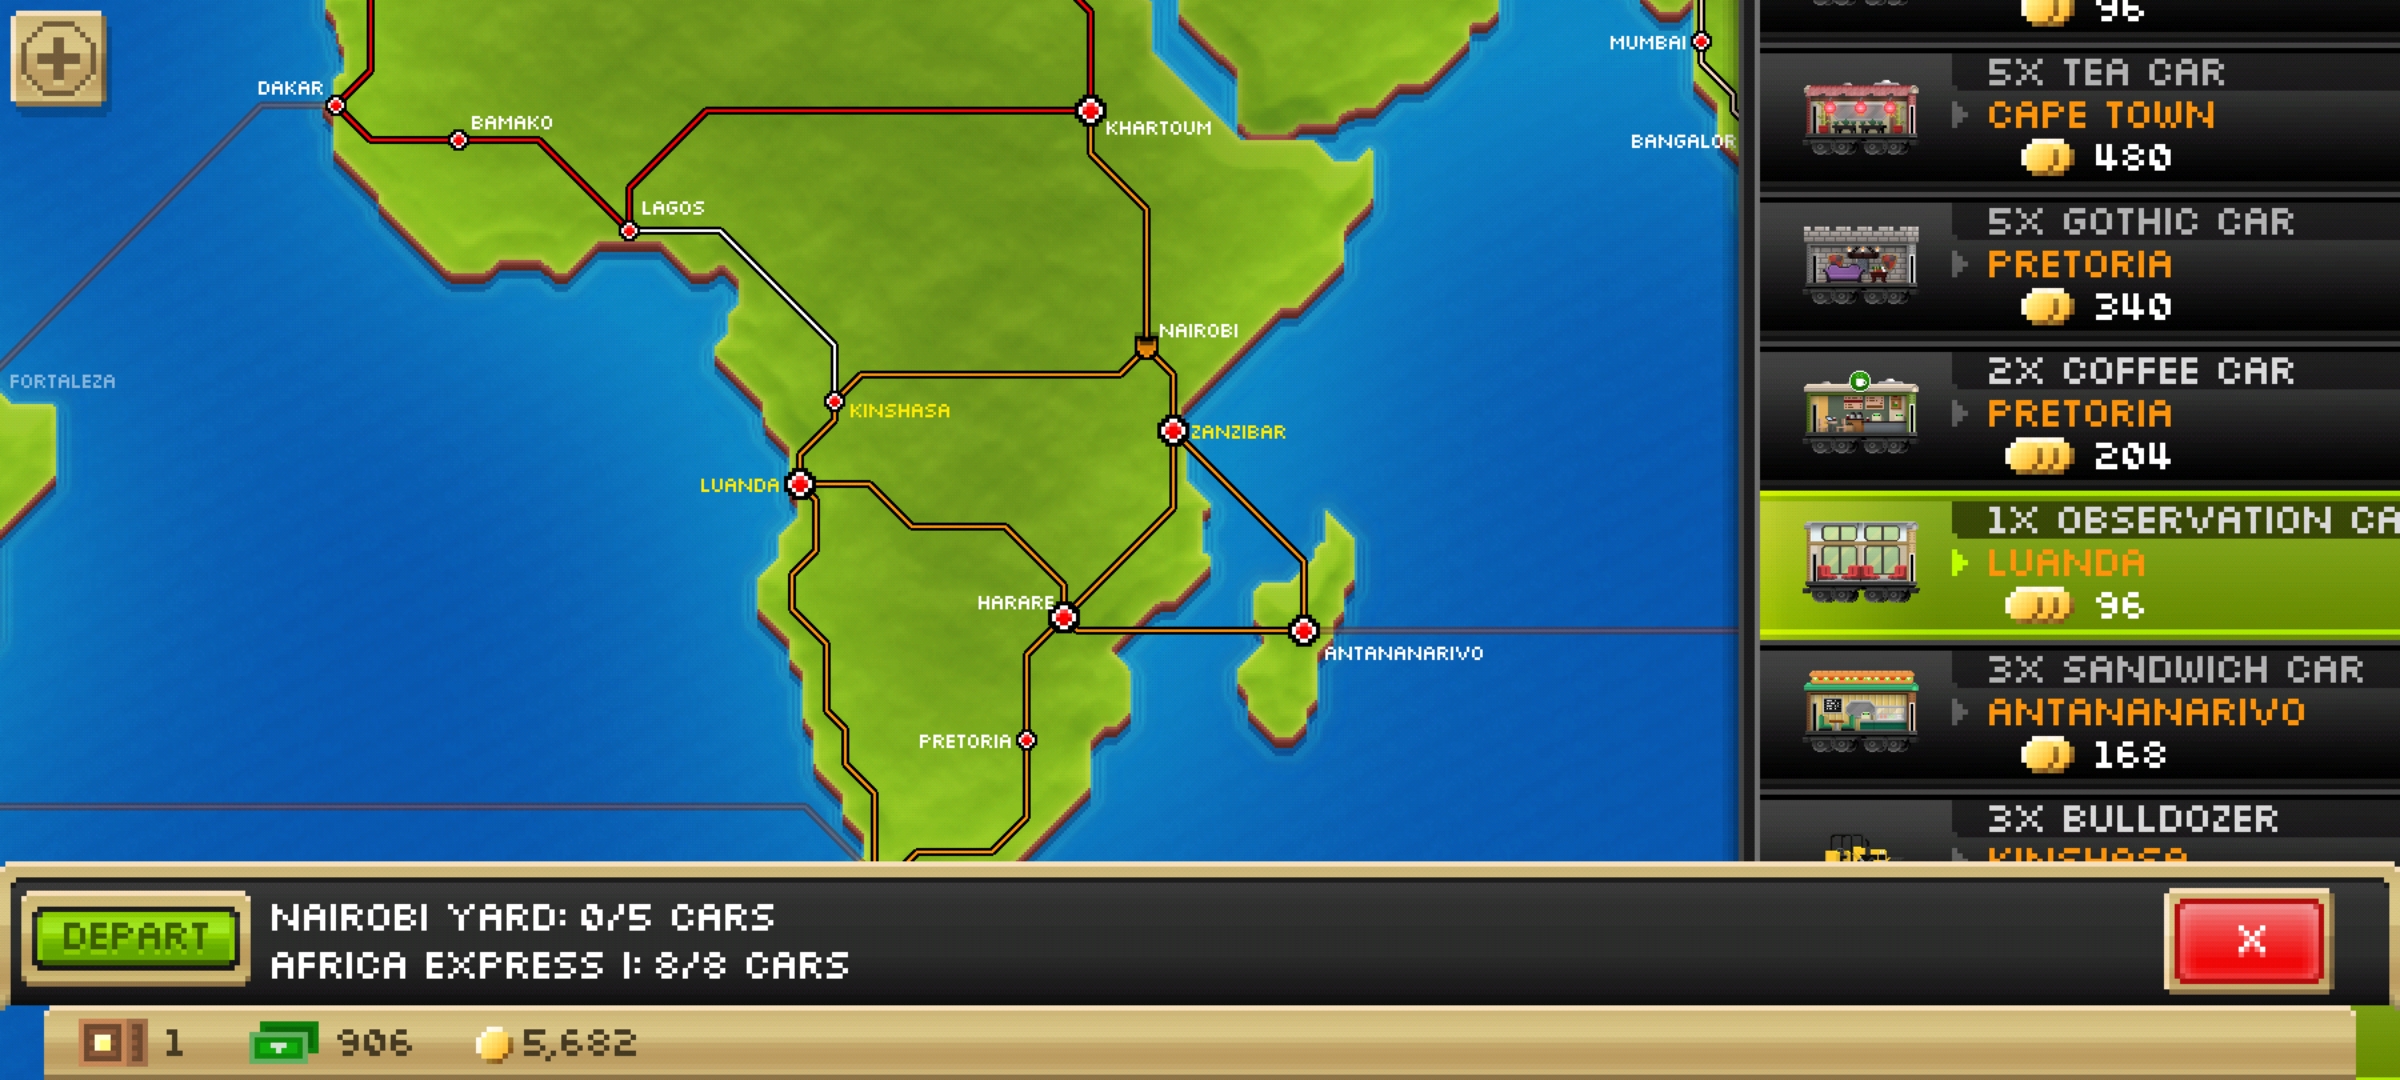 DAKAR
BAMAKO
LAGOS
KHARTOUM
MUMBAI
BANGALOR
NAIROBI
FORTALEZA
KINSHASA
ZANZIBAR
LUANDA
HARARE
ANTANANARIVO
PRETORIA
96
5X TEA CAR
CAPE TOWN
480
5X GOTHIC CAR
PRETORIA
340
2X COFFEE CAR
PRETORIA
204
1X OBSERVATION CA
LUANDA
96
3X SANDWICH CAR
ANTANANARIVO
168
3X BULLDOZER
KINSHASA
DEPART
NAIROBI YARD: 0/5 CARS
AFRICA EXPRESS I: 8/8 CARS
X
1
906
5,682